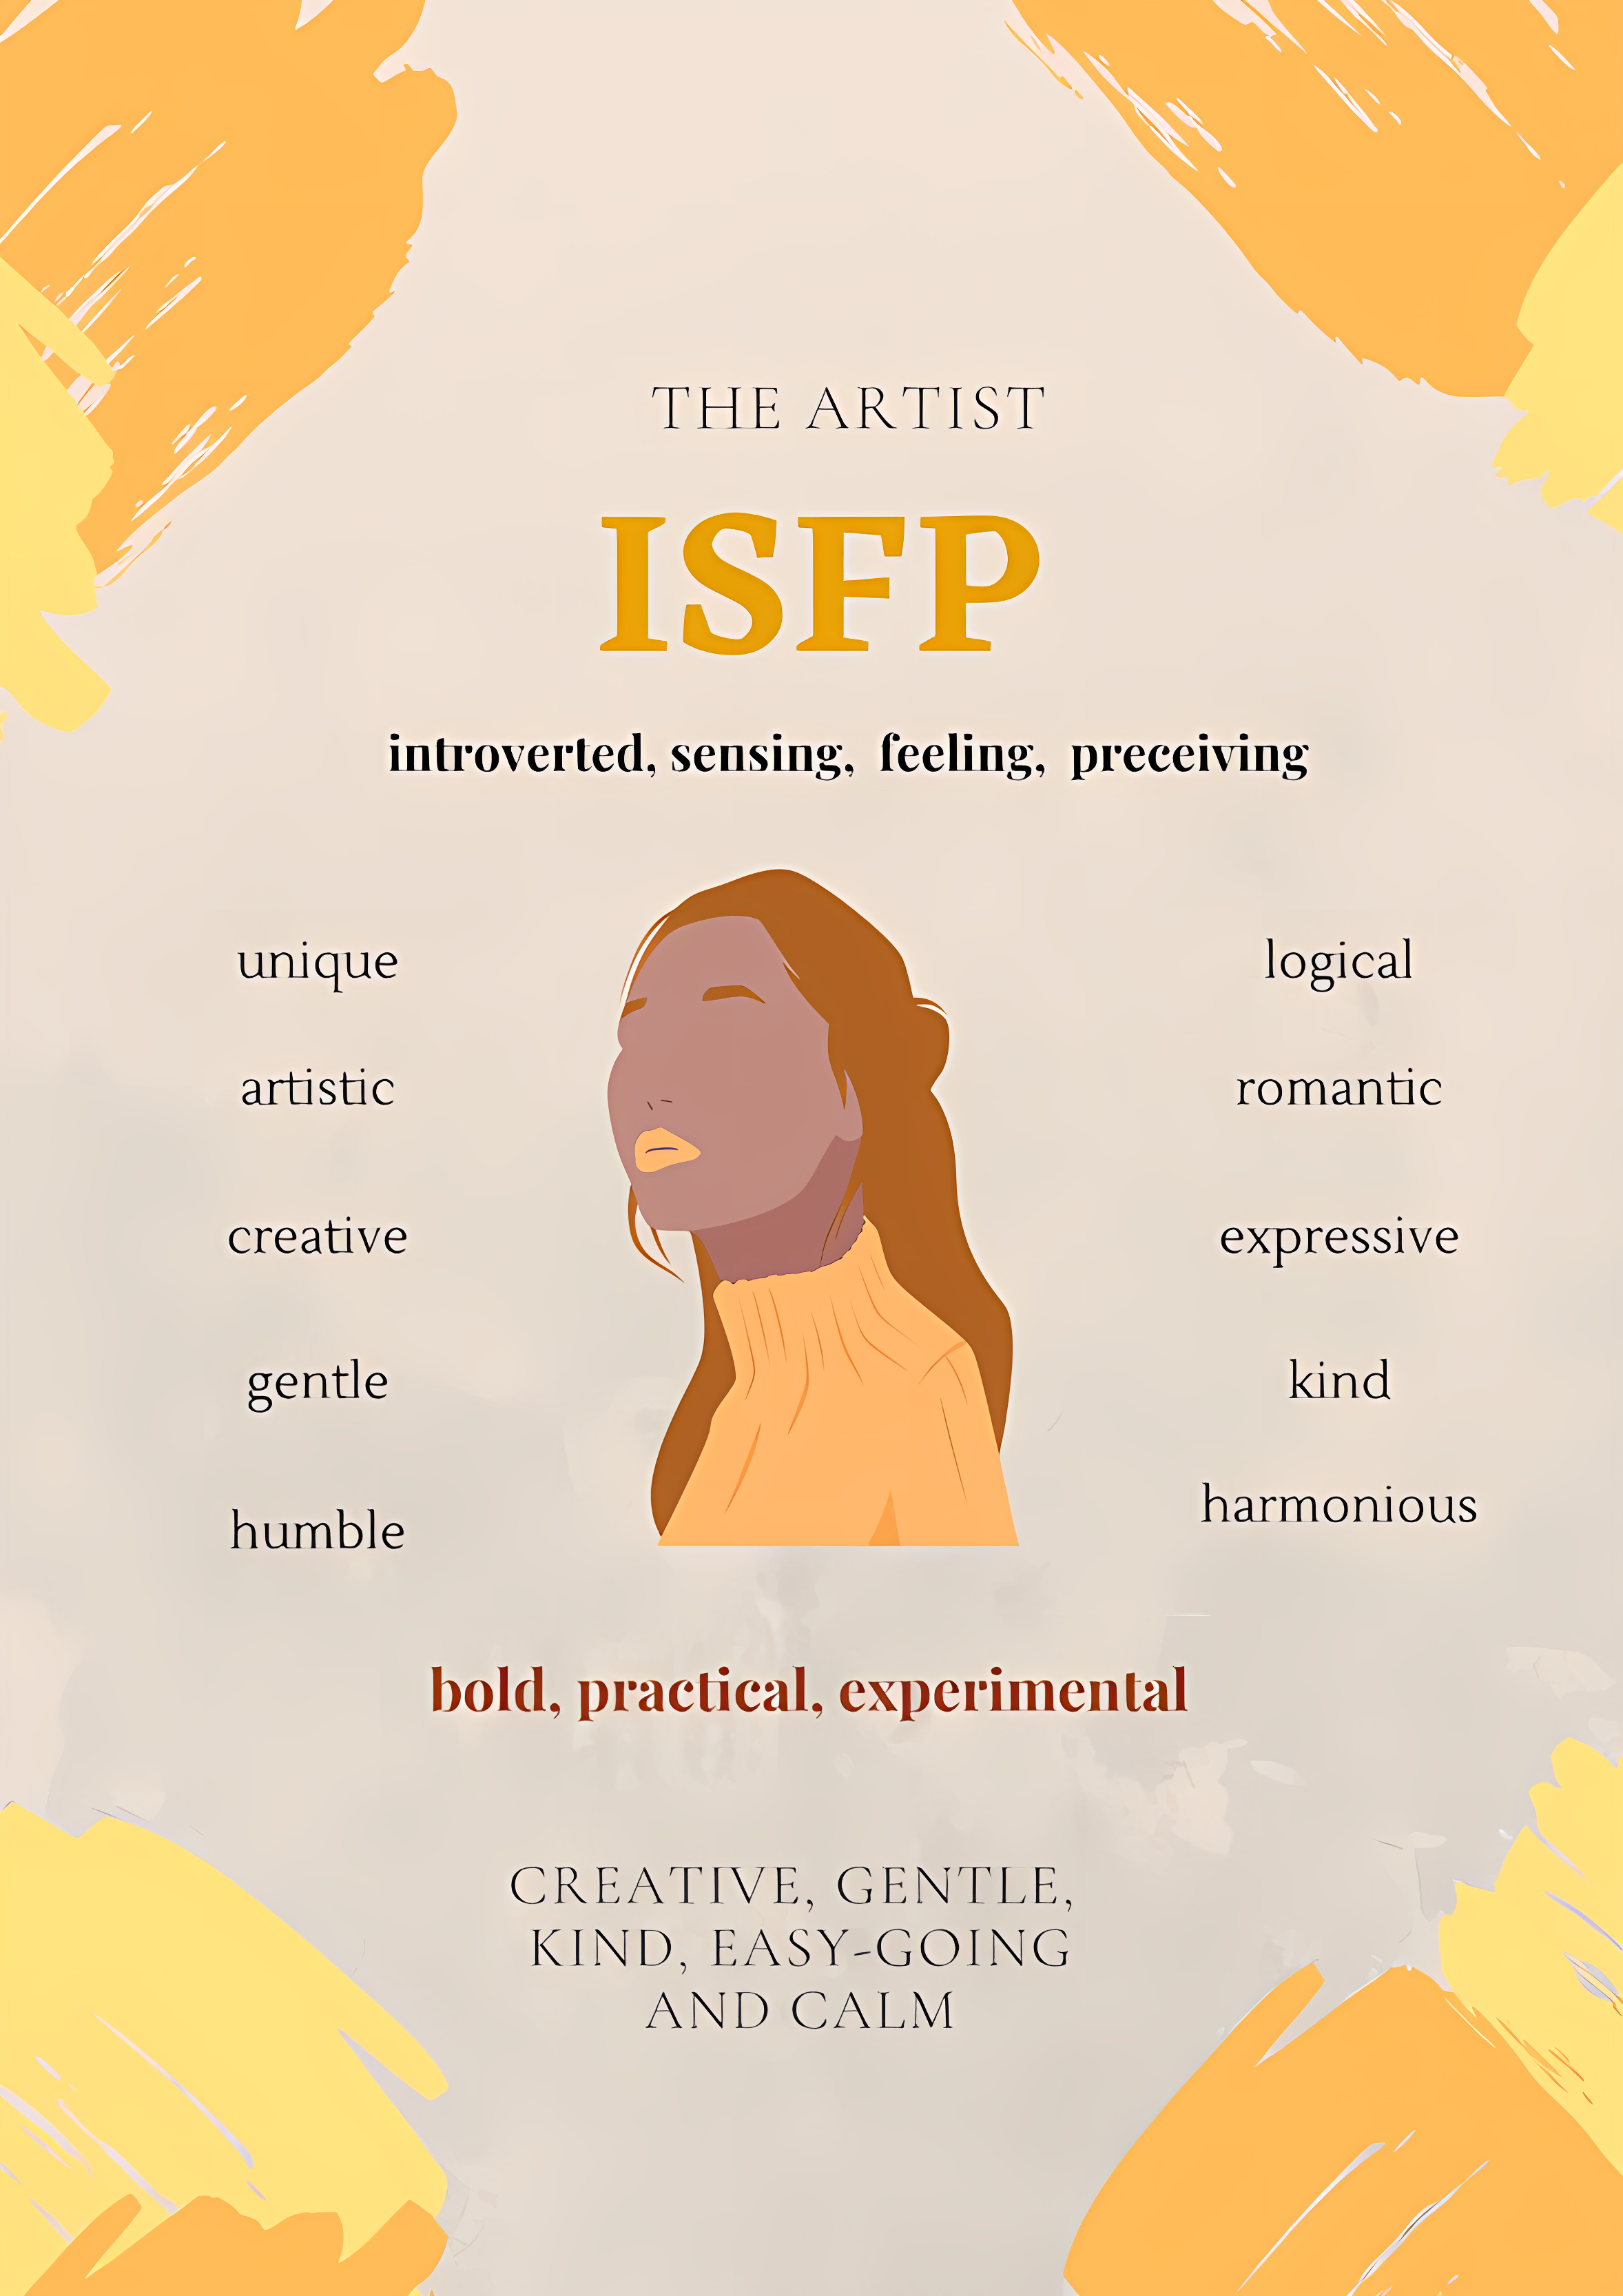 THE ARTIST
ISFP
introverted, sensing, feeling, preceiving
unique
artistic
creative
gentle
humble
logical
romantic
expressive
kind
harmonious
bold, practical, experimental
CREATIVE, GENTLE,
KIND, EASY-GOING
AND CALM